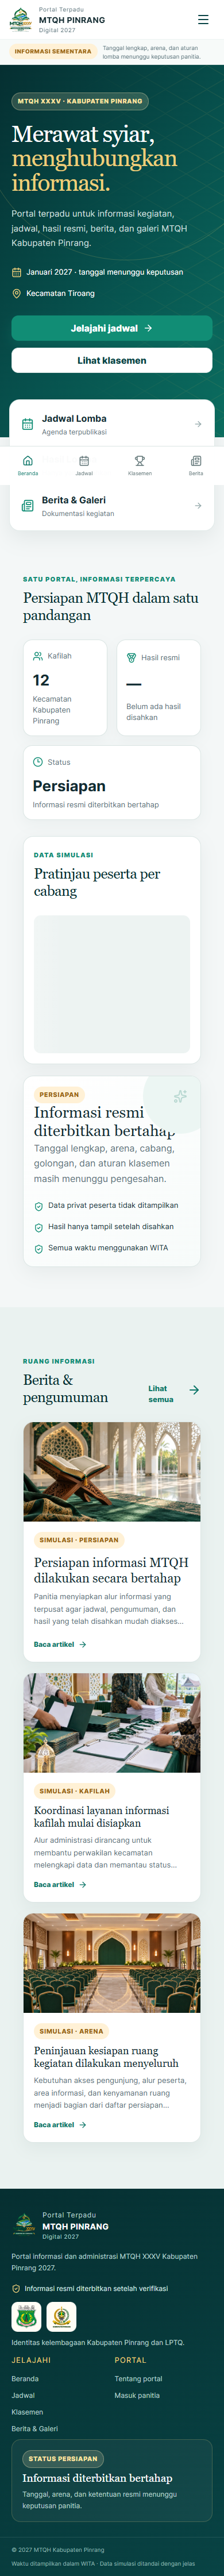 Portal Terpadu
MTQH PINRANG
Digital 2027
INFORMASI SEMENTARA
Tanggal lengkap, arena, dan aturan
lomba menunggu keputusan panitia.
MTQH XXXV · KABUPATEN PINRANG
Merawat syiar,
menghubungkan
informasi.
Portal terpadu untuk informasi kegiatan,
jadwal, hasil resmi, berita, dan galeri MTQH
Kabupaten Pinrang.
Januari 2027 · tanggal menunggu keputusan
Kecamatan Tiroang
Jelajahi jadwal
Lihat klasemen
Jadwal Lomba
Agenda terpublikasi
Beranda
Jadwal
Klasemen
Berita
Berita & Galeri
Dokumentasi kegiatan
SATU PORTAL, INFORMASI TERPERCAYA
Persiapan MTQH dalam satu
pandangan
Kafilah
12
Kecamatan
Kabupaten
Pinrang
Hasil resmi
—
Belum ada hasil
disahkan
Status
Persiapan
Informasi resmi diterbitkan bertahap
DATA SIMULASI
Pratinjau peserta per
cabang
PERSIAPAN
Informasi resmi
diterbitkan bertahap
Tanggal lengkap, arena, cabang,
golongan, dan aturan klasemen
masih menunggu pengesahan.
Data privat peserta tidak ditampilkan
Hasil hanya tampil setelah disahkan
Semua waktu menggunakan WITA
RUANG INFORMASI
Berita &
pengumuman
Lihat
semua
SIMULASI · PERSIAPAN
Persiapan informasi MTQH
dilakukan secara bertahap
Panitia menyiapkan alur informasi yang
terpusat agar jadwal, pengumuman, dan
hasil yang telah disahkan mudah diakses...
Baca artikel
SIMULASI · KAFILAH
Koordinasi layanan informasi
kafilah mulai disiapkan
Alur administrasi dirancang untuk
membantu perwakilan kecamatan
melengkapi data dan memantau status...
Baca artikel
SIMULASI · ARENA
Peninjauan kesiapan ruang
kegiatan dilakukan menyeluruh
Kebutuhan akses pengunjung, alur peserta,
area informasi, dan kenyamanan ruang
menjadi bagian dari daftar persiapan...
Baca artikel
Portal Terpadu
MTQH PINRANG
Digital 2027
Portal informasi dan administrasi MTQH XXXV Kabupaten
Pinrang 2027.
Informasi resmi diterbitkan setelah verifikasi
Identitas kelembagaan Kabupaten Pinrang dan LPTQ.
JELAJAHI
PORTAL
Beranda
Tentang portal
Jadwal
Masuk panitia
Klasemen
Berita & Galeri
STATUS PERSIAPAN
Informasi diterbitkan bertahap
Tanggal, arena, dan ketentuan resmi menunggu
keputusan panitia.
© 2027 MTQH Kabupaten Pinrang
Waktu ditampilkan dalam WITA · Data simulasi ditandai dengan jelas